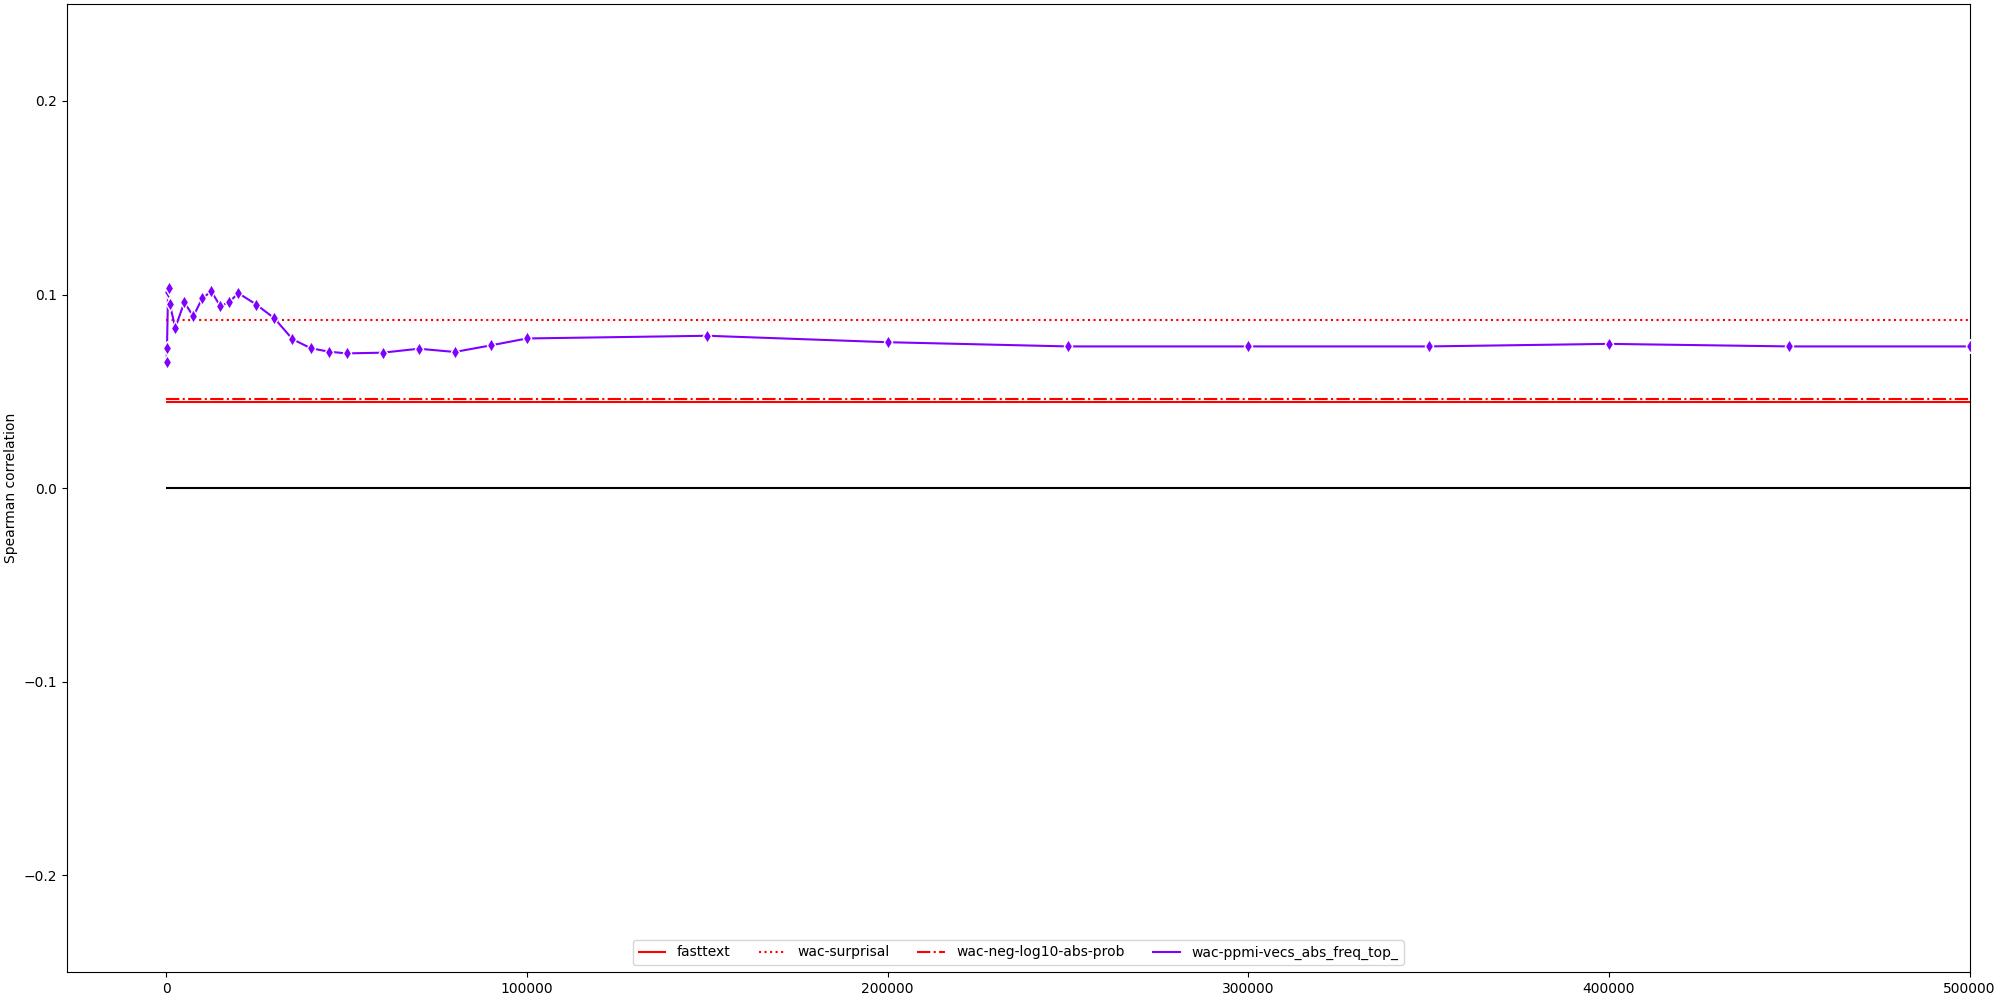 0.2
0.1
0.0
−0.1
−0.2
Spearman correlation
fasttext wac-surprisal wac-neg-log10-abs-prob wac-ppmi-vecs_abs_freq_top_
0 100000 200000 300000 400000 500000